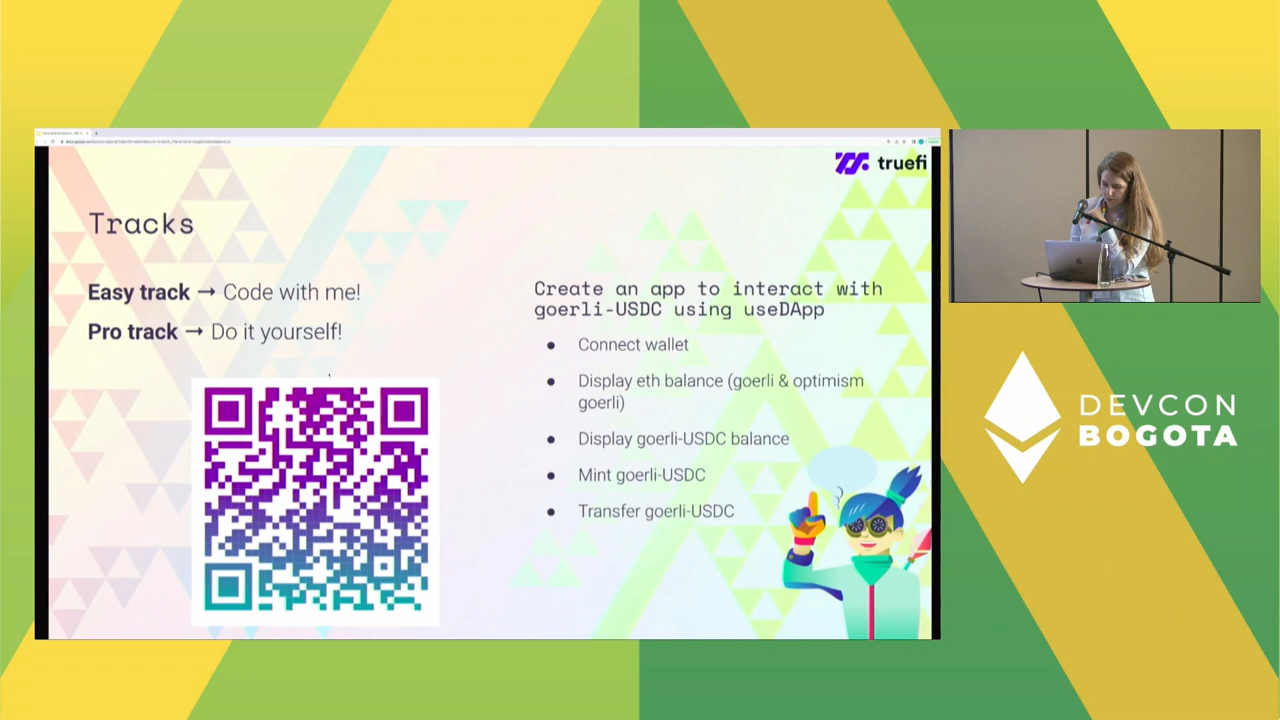 truefi
Tracks
Easy track → Code with me!
Pro track → Do it yourself!
Create an app to interact with
goerli-USDC using useDApp
● Connect wallet
● Display eth balance (goerli & optimism
goerli)
● Display goerli-USDC balance
● Mint goerli-USDC
● Transfer goerli-USDC
DEVCON
BOGOTA